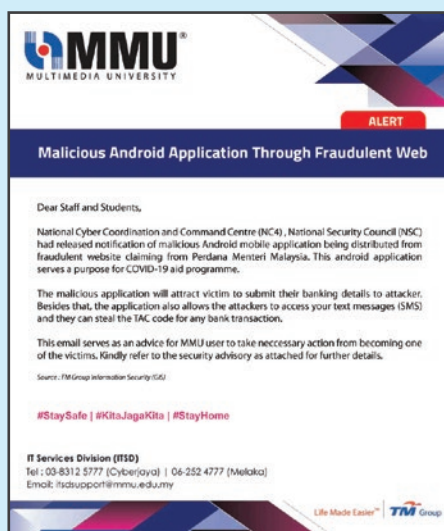 MMU®
MULTIMEDIA UNIVERSITY
ALERT
Malicious Android Application Through Fraudulent Web
Dear Staff and Students,
National Cyber Coordination and Command Centre (NC4) , National Security Council (NSC)
had released notification of malicious Android mobile application being distributed from
fraudulent website claiming from Perdana Menteri Malaysia. This android application
serves a purpose for COVID-19 aid programme.
The malicious application will attract victim to submit their banking details to attacker.
Besides that, the application also allows the attackers to access your text messages (SMS)
and they can steal the TAC code for any bank transaction.
This email serves as an advice for MMU user to take neccessary action from becoming one
of the victims. Kindly refer to the security advisory as attached for further details.
Source : TM Group Information Security (GIS)
#StaySafe | #KitaJagaKita | #StayHome
IT Services Division (ITSD)
Tel : 03-8312 5777 (Cyberjaya) | 06-252 4777 (Melaka)
Email: itsdsupport@mmu.edu.my
Life Made Easier™ TM Group